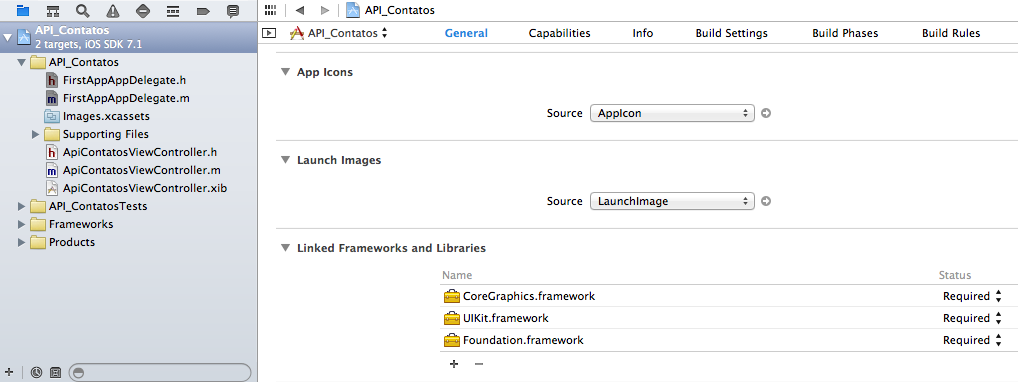 API_Contatos
2 targets, iOS SDK 7.1
API_Contatos
FirstAppAppDelegate.h
FirstAppAppDelegate.m
Images.xcassets
Supporting Files
ApiContatosViewController.h
ApiContatosViewController.m
ApiContatosViewController.xib
API_ContatosTests
Frameworks
Products
API_Contatos
API_Contatos General Capabilities Info Build Settings Build Phases Build Rules
App Icons
Source AppIcon
Launch Images
Source LaunchImage
Linked Frameworks and Libraries
Name Status
CoreGraphics.framework Required
UIKit.framework Required
Foundation.framework Required